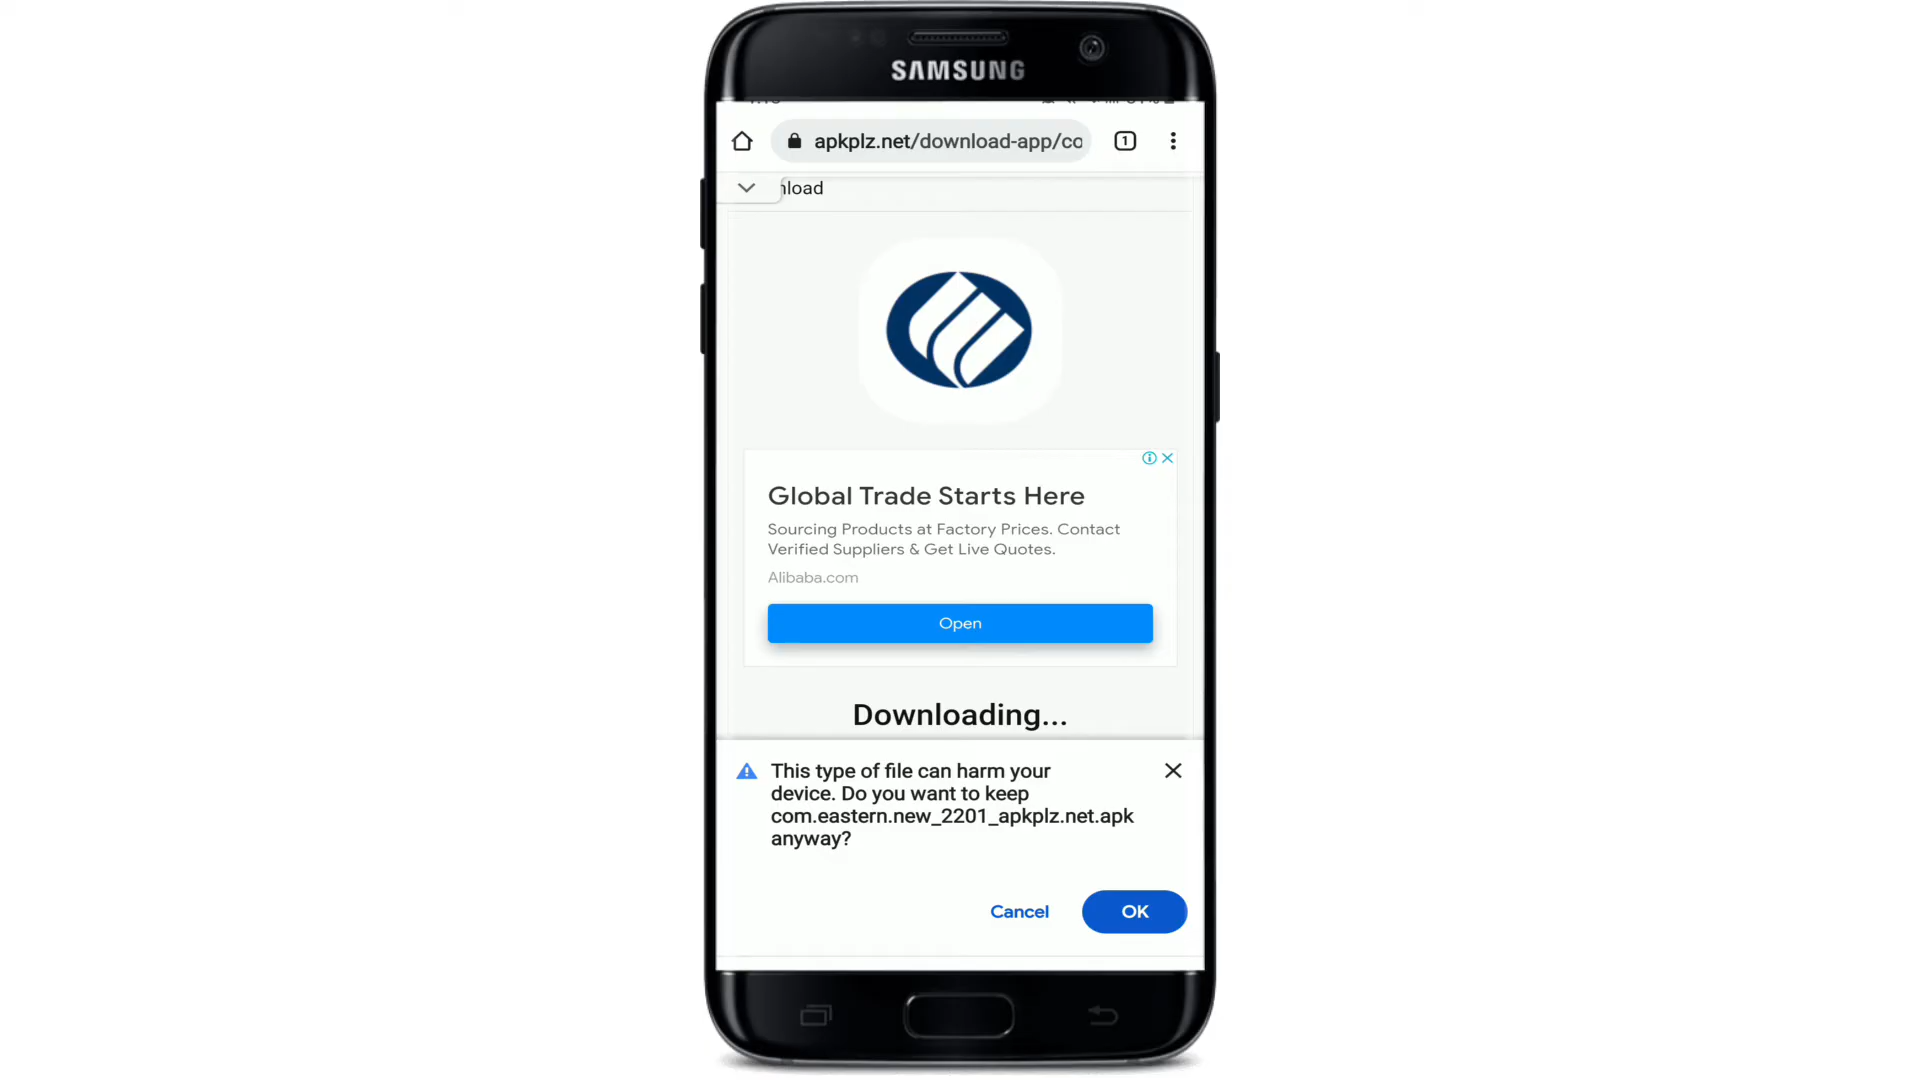 SAMSUNG
apkplz.net/download-app/co
1
nload
Global Trade Starts Here
Sourcing Products at Factory Prices. Contact
Verified Suppliers & Get Live Quotes.
Alibaba.com
Open
Downloading...
This type of file can harm your
device. Do you want to keep
com.eastern.new_2201_apkplz.net.apk
anyway?
Cancel
OK